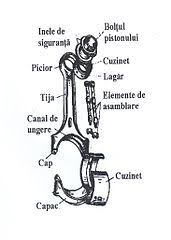 Inele de
siguranță
Bolțul
pistonului
Picior
Cuzinet
Lagăr
Tija
Elemente de
asamblare
Canal de
ungere
Cap
Cuzinet
Capac